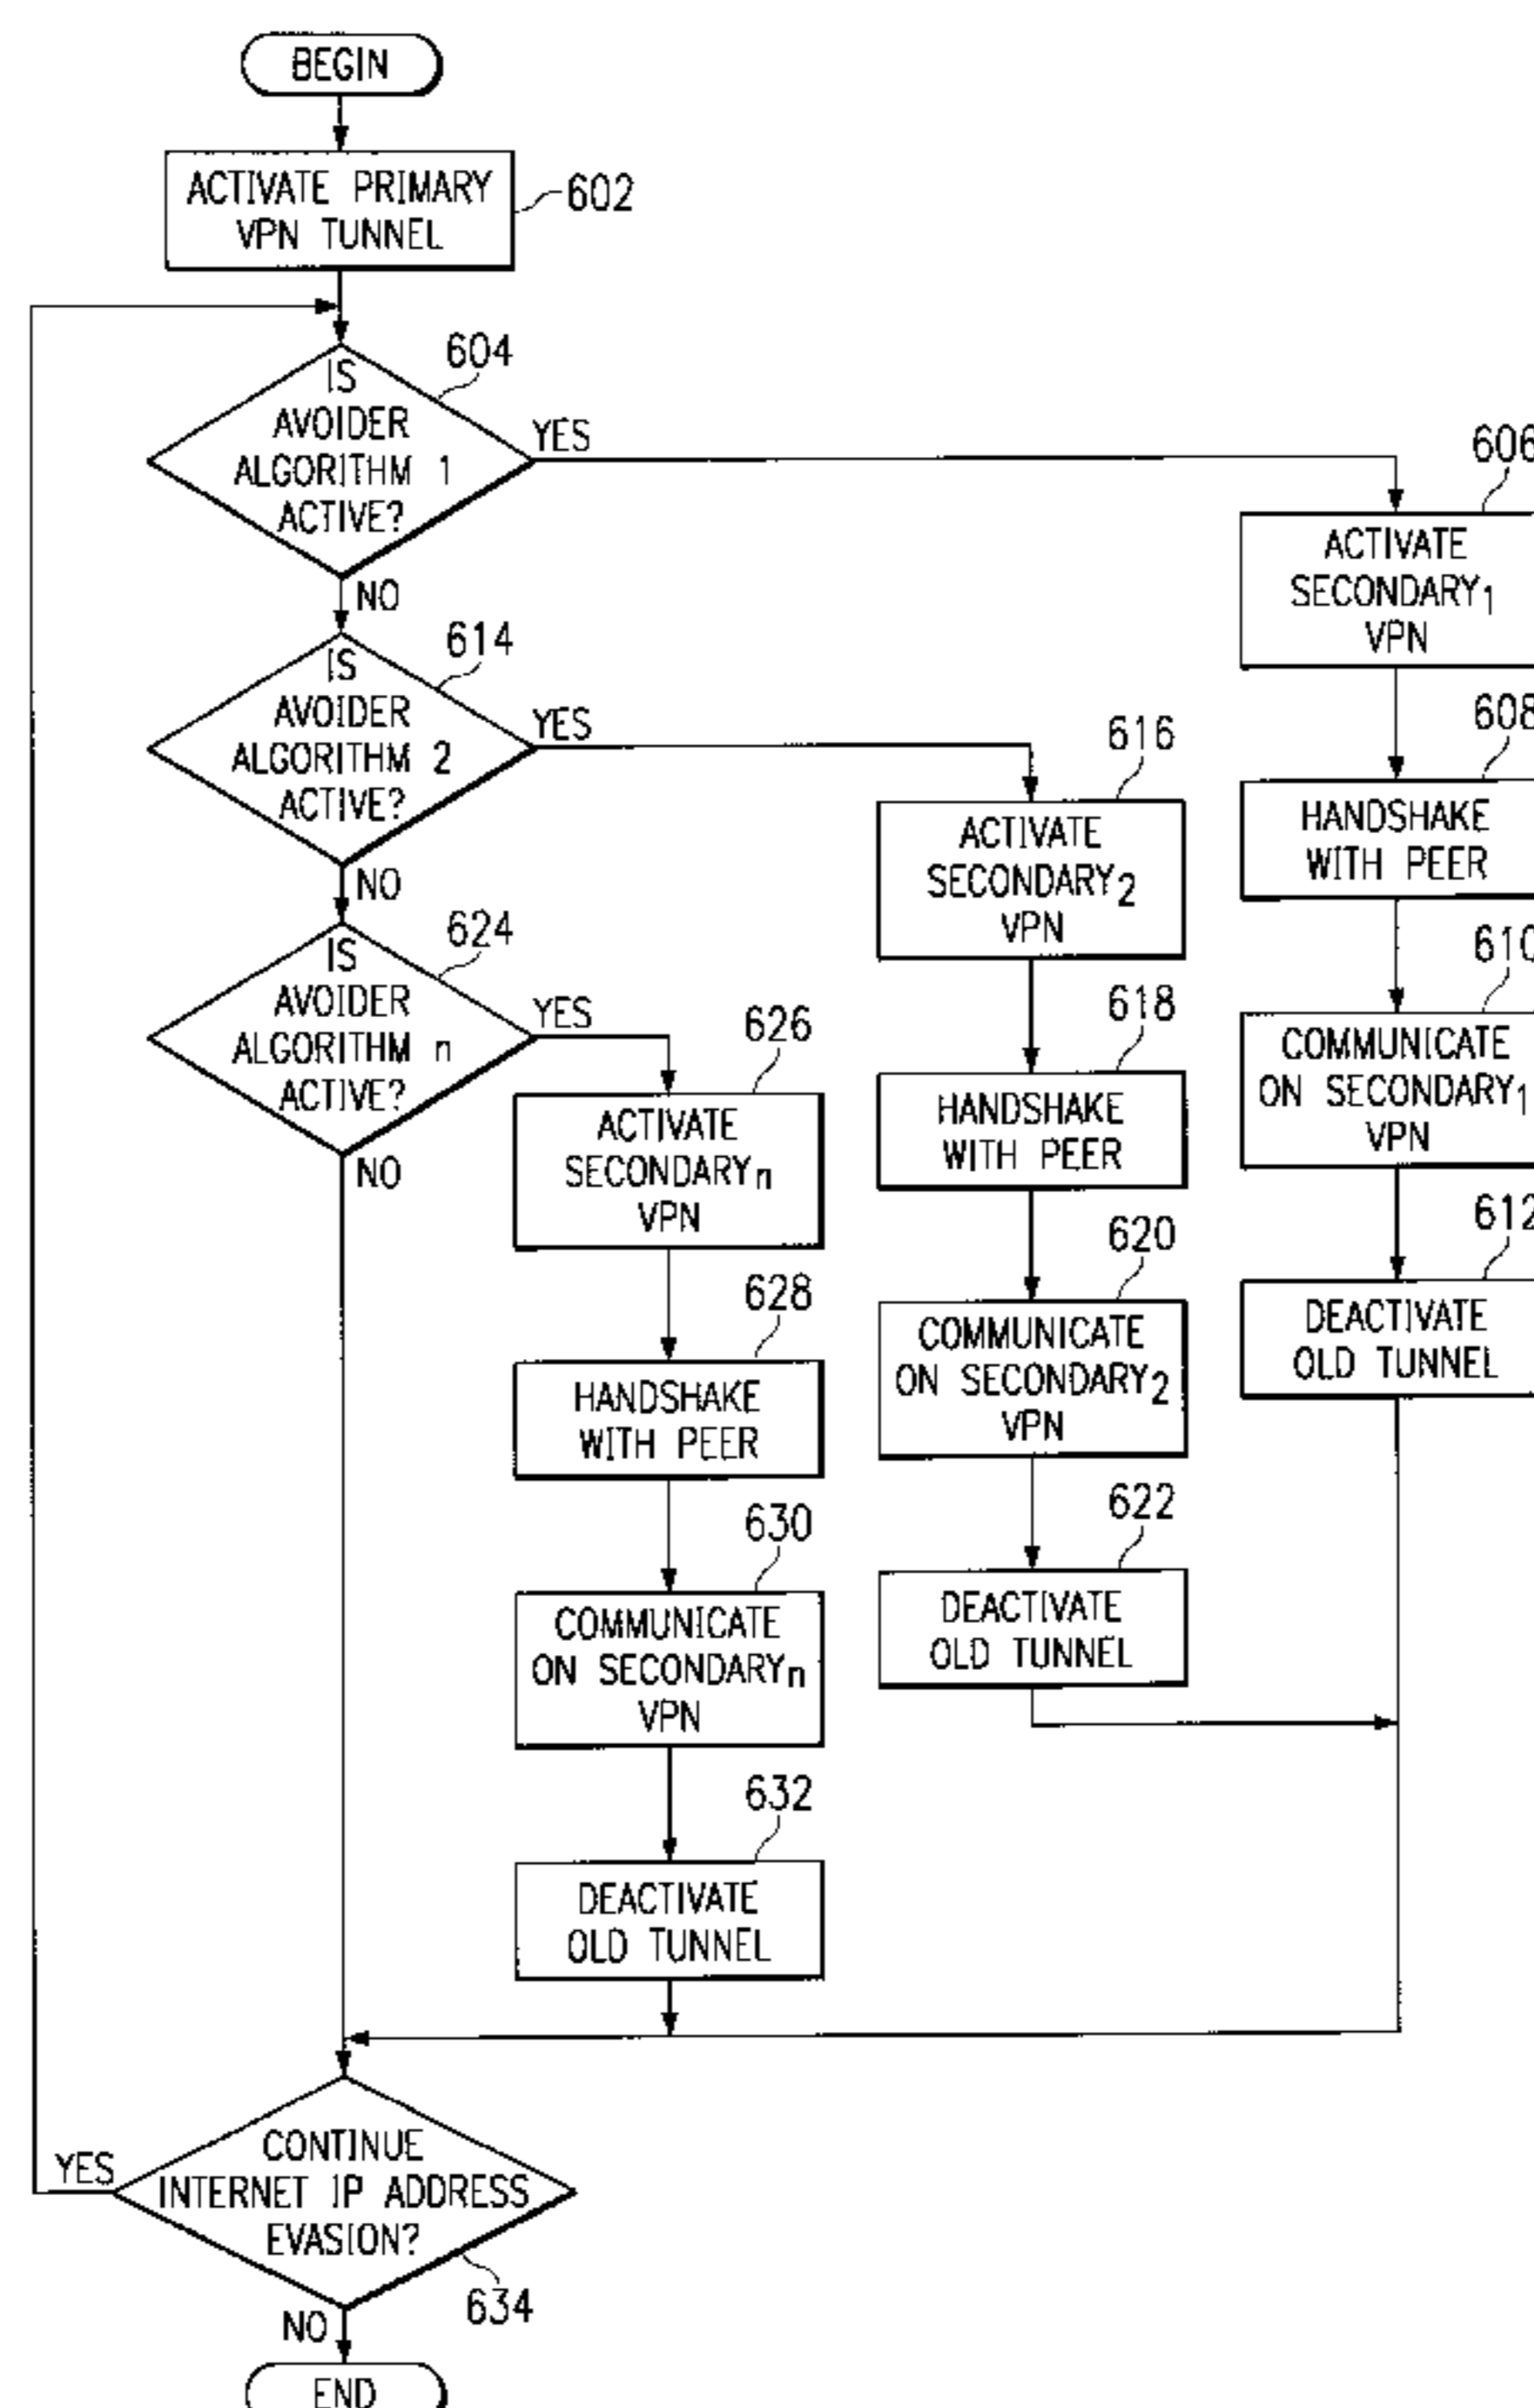 BEGIN
ACTIVATE PRIMARY
VPN TUNNEL
602
604
IS
AVOIDER
ALGORITHM 1
ACTIVE?
YES
NO
606
ACTIVATE
SECONDARY1
VPN
608
HANDSHAKE
WITH PEER
610
COMMUNICATE
ON SECONDARY1
VPN
612
DEACTIVATE
OLD TUNNEL
614
IS
AVOIDER
ALGORITHM 2
ACTIVE?
YES
NO
616
ACTIVATE
SECONDARY2
VPN
618
HANDSHAKE
WITH PEER
620
COMMUNICATE
ON SECONDARY2
VPN
622
DEACTIVATE
OLD TUNNEL
624
IS
AVOIDER
ALGORITHM n
ACTIVE?
YES
NO
626
ACTIVATE
SECONDARYn
VPN
628
HANDSHAKE
WITH PEER
630
COMMUNICATE
ON SECONDARYn
VPN
632
DEACTIVATE
OLD TUNNEL
CONTINUE
INTERNET IP ADDRESS
EVASION?
YES
634
NO
END